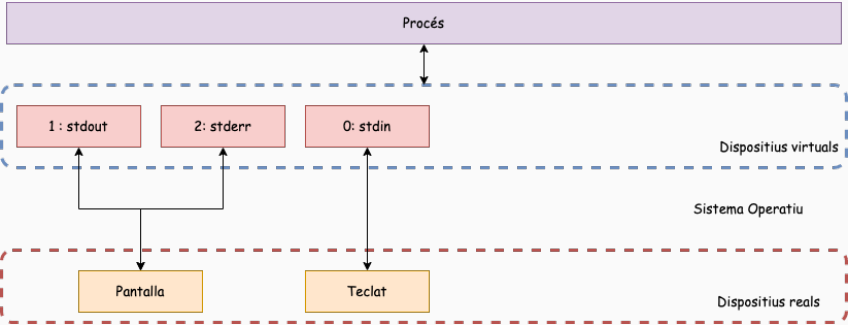 Procés
1 : stdout
2: stderr
0: stdin
Dispositius virtuals
Sistema Operatiu
Pantalla
Teclat
Dispositius reals